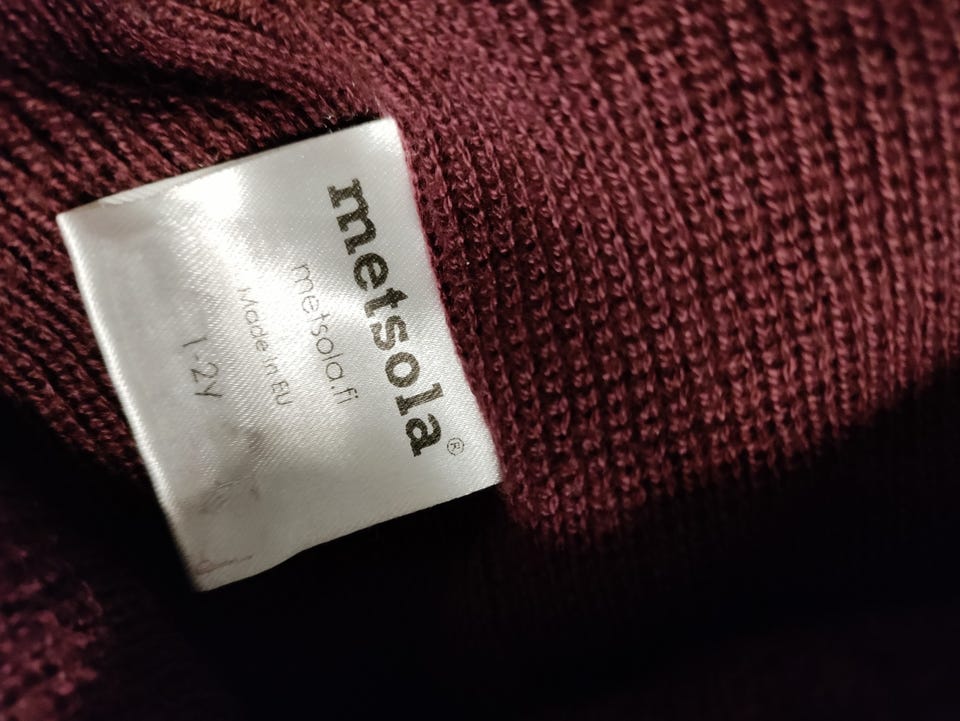 metsola®
metsola.fi
Made in EU
1-2Y